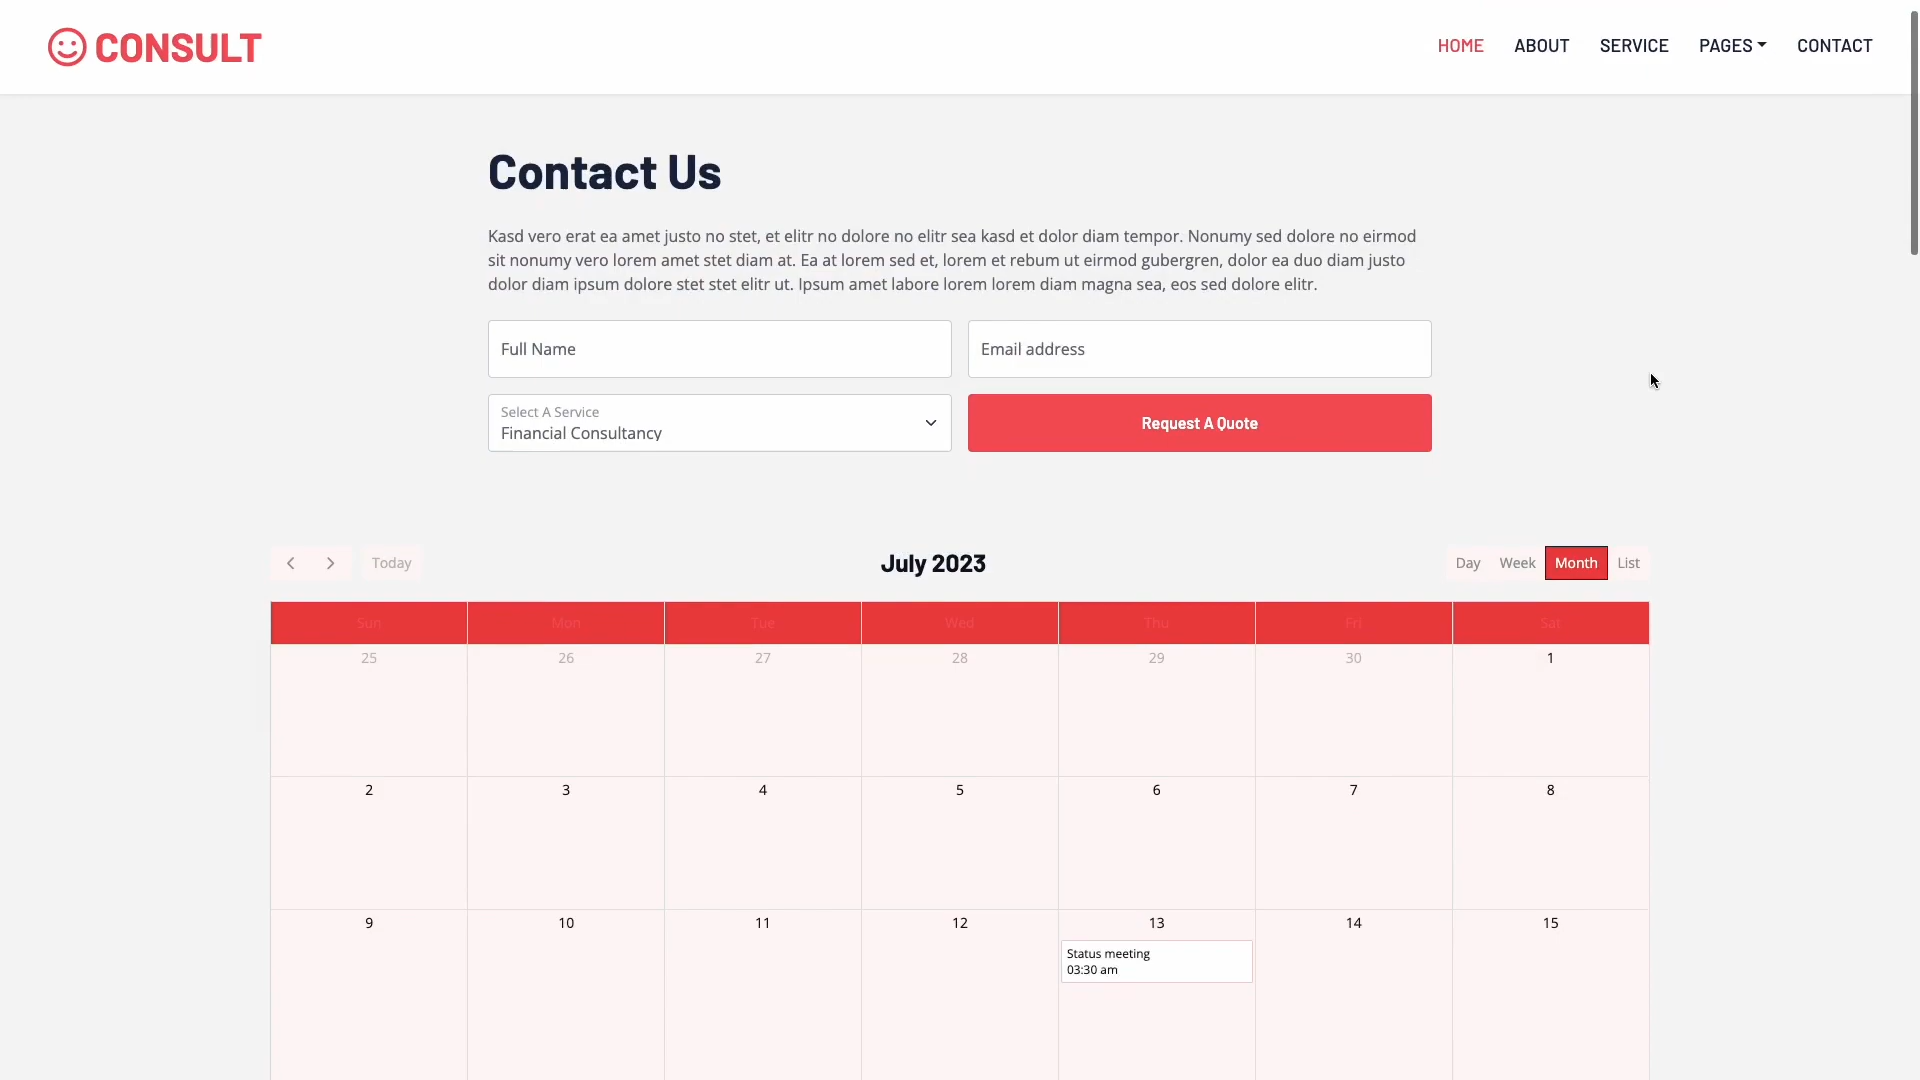 CONSULT
HOME ABOUT SERVICE PAGES CONTACT
Contact Us
Kasd vero erat ea amet justo no stet, et elitr no dolore no elitr sea kasd et dolor diam tempor. Nonumy sed dolore no eirmod
sit nonumy vero lorem amet stet diam at. Ea at lorem sed et, lorem et rebum ut eirmod gubergren, dolor ea duo diam justo
dolor diam ipsum dolore stet stet elitr ut. Ipsum amet labore lorem lorem diam magna sea, eos sed dolore elitr.
Full Name Email address
Select A Service
Financial Consultancy
Request A Quote
Today July 2023 Day Week Month List
Sun Mon Tue Wed Thu Fri Sat
25 26 27 28 29 30 1
2 3 4 5 6 7 8
9 10 11 12 13 14 15
Status meeting
03:30 am